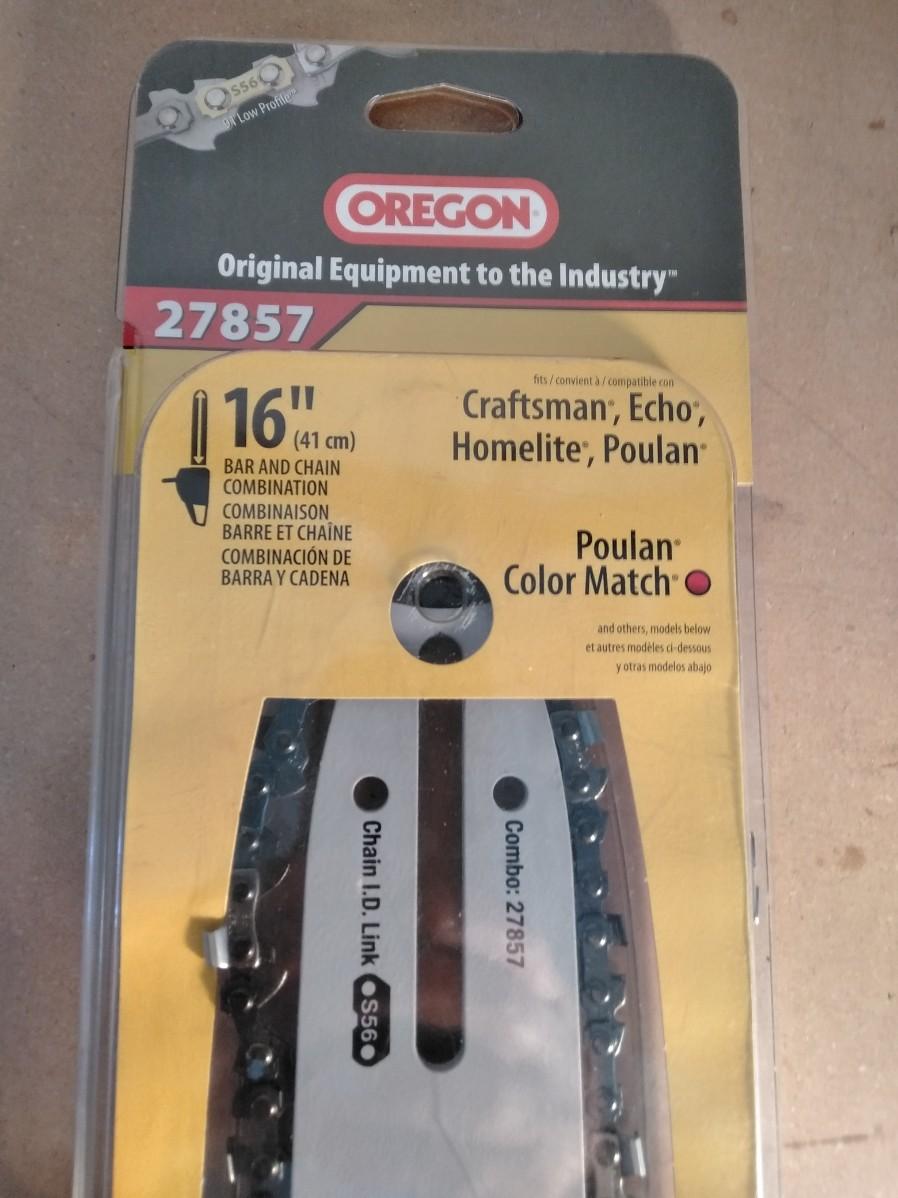 S56
91 Low Profile™
OREGON®
Original Equipment to the Industry™
27857
16"
(41 cm)
BAR AND CHAIN
COMBINATION
COMBINAISON
BARRE ET CHAÎNE
COMBINACIÓN DE
BARRA Y CADENA
fits / convient à / compatible con
Craftsman®, Echo®,
Homelite®, Poulan®
Poulan®
Color Match®
and others, models below
et autres modèles ci-dessous
y otras modelos abajo
Chain I.D. Link S56
Combo: 27857